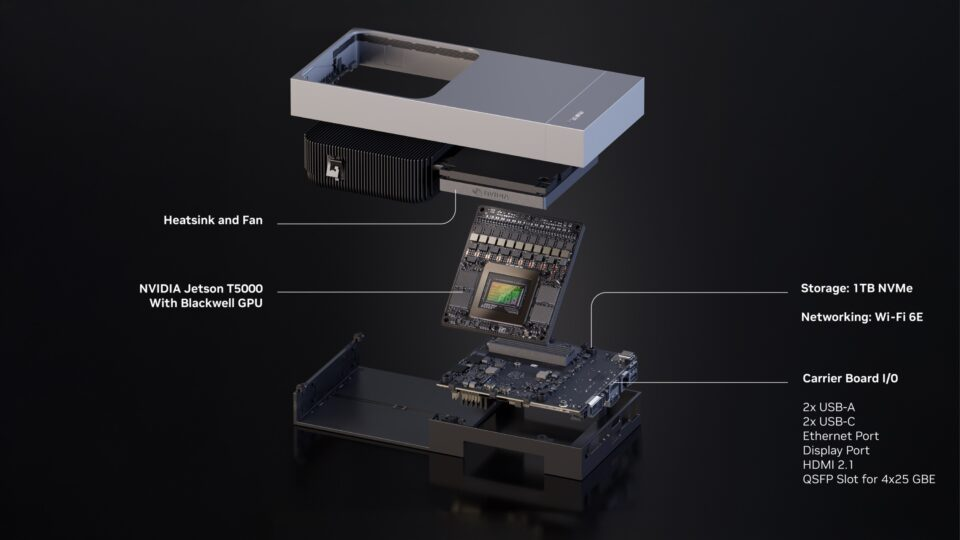 NVIDIA
Heatsink and Fan
NVIDIA Jetson T5000
With Blackwell GPU
Storage: 1TB NVMe
Networking: Wi-Fi 6E
Carrier Board I/0
2x USB-A
2x USB-C
Ethernet Port
Display Port
HDMI 2.1
QSFP Slot for 4x25 GBE